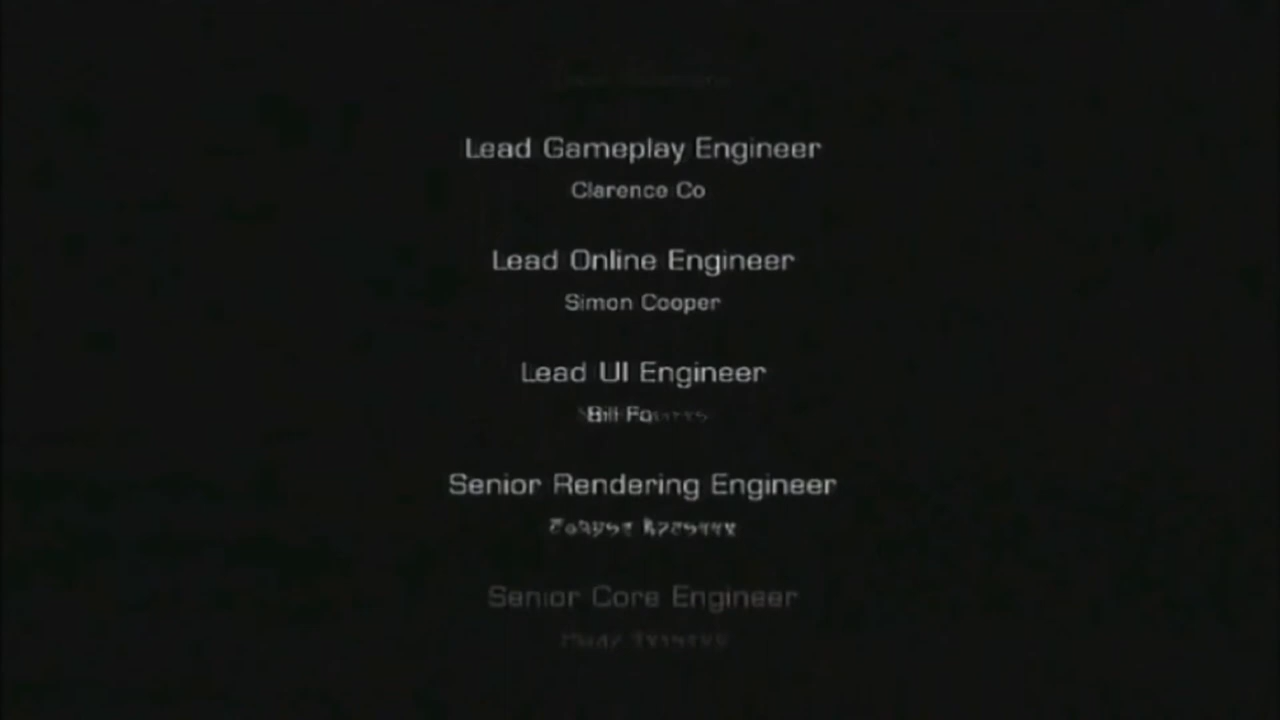 Lead Gameplay Engineer
Clarence Co
Lead Online Engineer
Simon Cooper
Lead UI Engineer
Bill
Senior Rendering Engineer
Senior Core Engineer